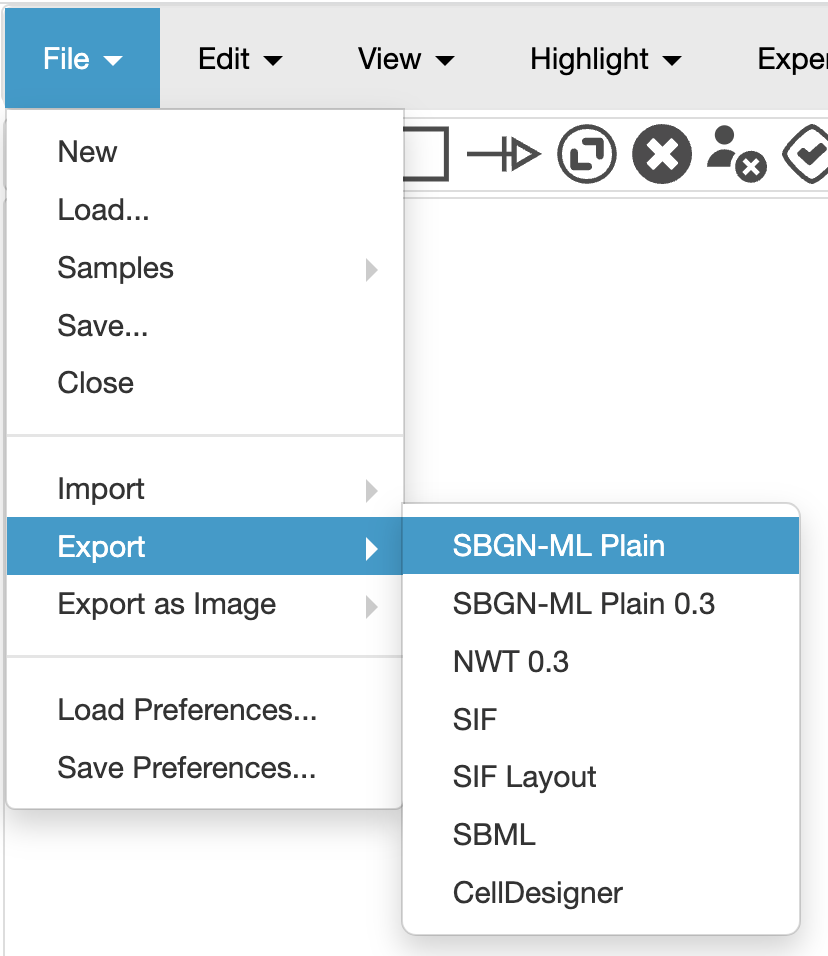 File Edit View Highlight
New
Load...
Samples
Save...
Close
Import
Export
Export as Image
Load Preferences...
Save Preferences...
SBGN-ML Plain
SBGN-ML Plain 0.3
NWT 0.3
SIF
SIF Layout
SBML
CellDesigner